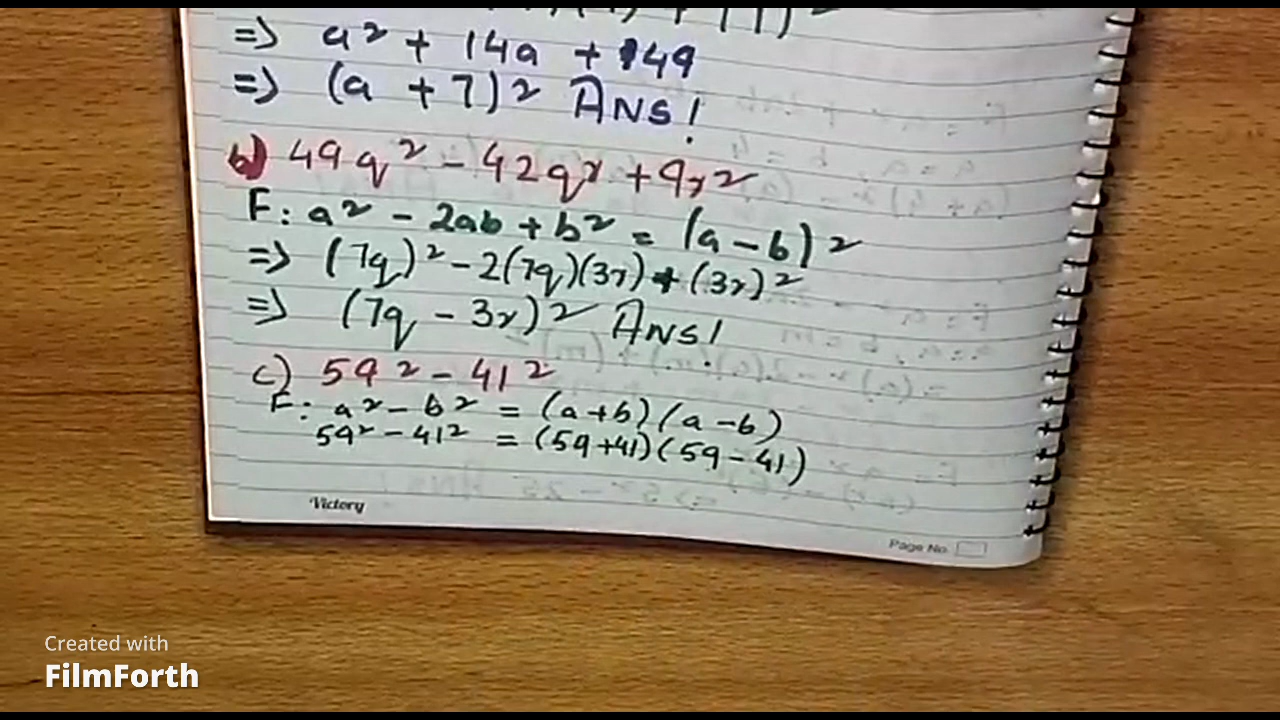 => a² + 14a + 49
=> (a + 7)² ANS!
b) 49q² - 42qr + 9r²
F: a² - 2ab + b² = (a - b)²
=> (7q)² - 2(7q)(3r) + (3r)²
=> (7q - 3r)² ANS!
c) 59² - 41²
F: a² - b² = (a+b)(a-b)
59² - 41² = (59+41)(59-41)
Victory
Page No.
Created with
FilmForth